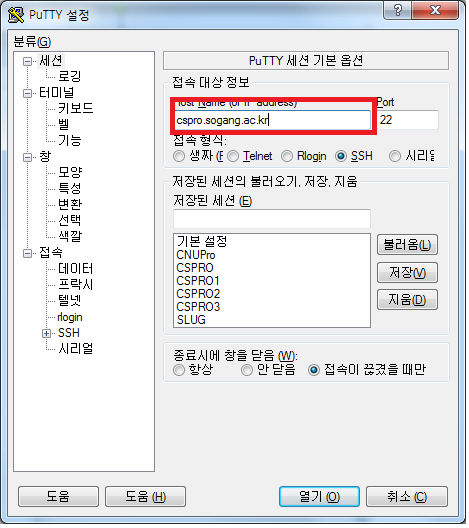 PuTTY 설정
분류(G)
세션
로깅
터미널
키보드
벨
기능
창
모양
특성
변환
선택
색깔
접속
데이터
프락시
텔넷
rlogin
SSH
시리얼
PuTTY 세션 기본 옵션
접속 대상 정보
Host Name (or IP address) Port
cspro.sogang.ac.kr 22
접속 형식:
생짜 (R Telnet Rlogin SSH 시리얼
저장된 세션의 불러오기, 저장, 지움
저장된 세션 (E)
기본 설정
CNUPro
CSPRO
CSPRO1
CSPRO2
CSPRO3
SLUG
불러옴(L)
저장(V)
지움(D)
종료시에 창을 닫음 (W):
항상 안 닫음 접속이 끊겼을 때만
도움 도움 (H) 열기 (O) 취소 (C)